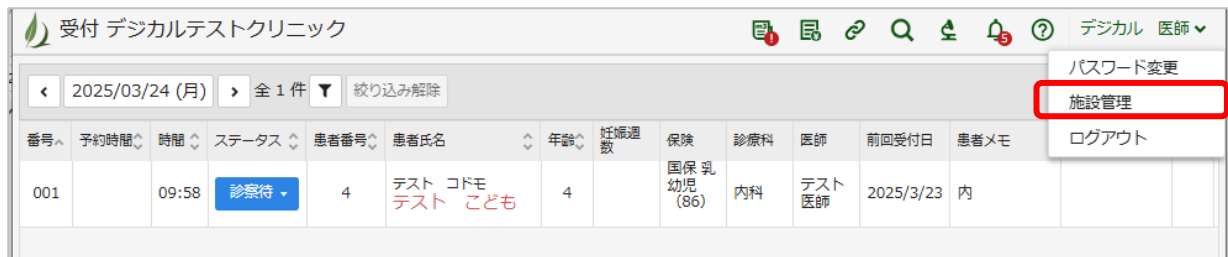 受付 デジカルテストクリニック
5
デジカル 医師
パスワード変更
施設管理
ログアウト
2025/03/24 (月)
全 1 件
絞り込み解除
番号 予約時間 時間 ステータス 患者番号 患者氏名 年齢 妊娠週数 保険 診療科 医師 前回受付日 患者メモ
001 09:58 診察待 4 テスト コドモ 4 国保 乳幼児(86) 内科 テスト医師 2025/3/23 内
テスト こども